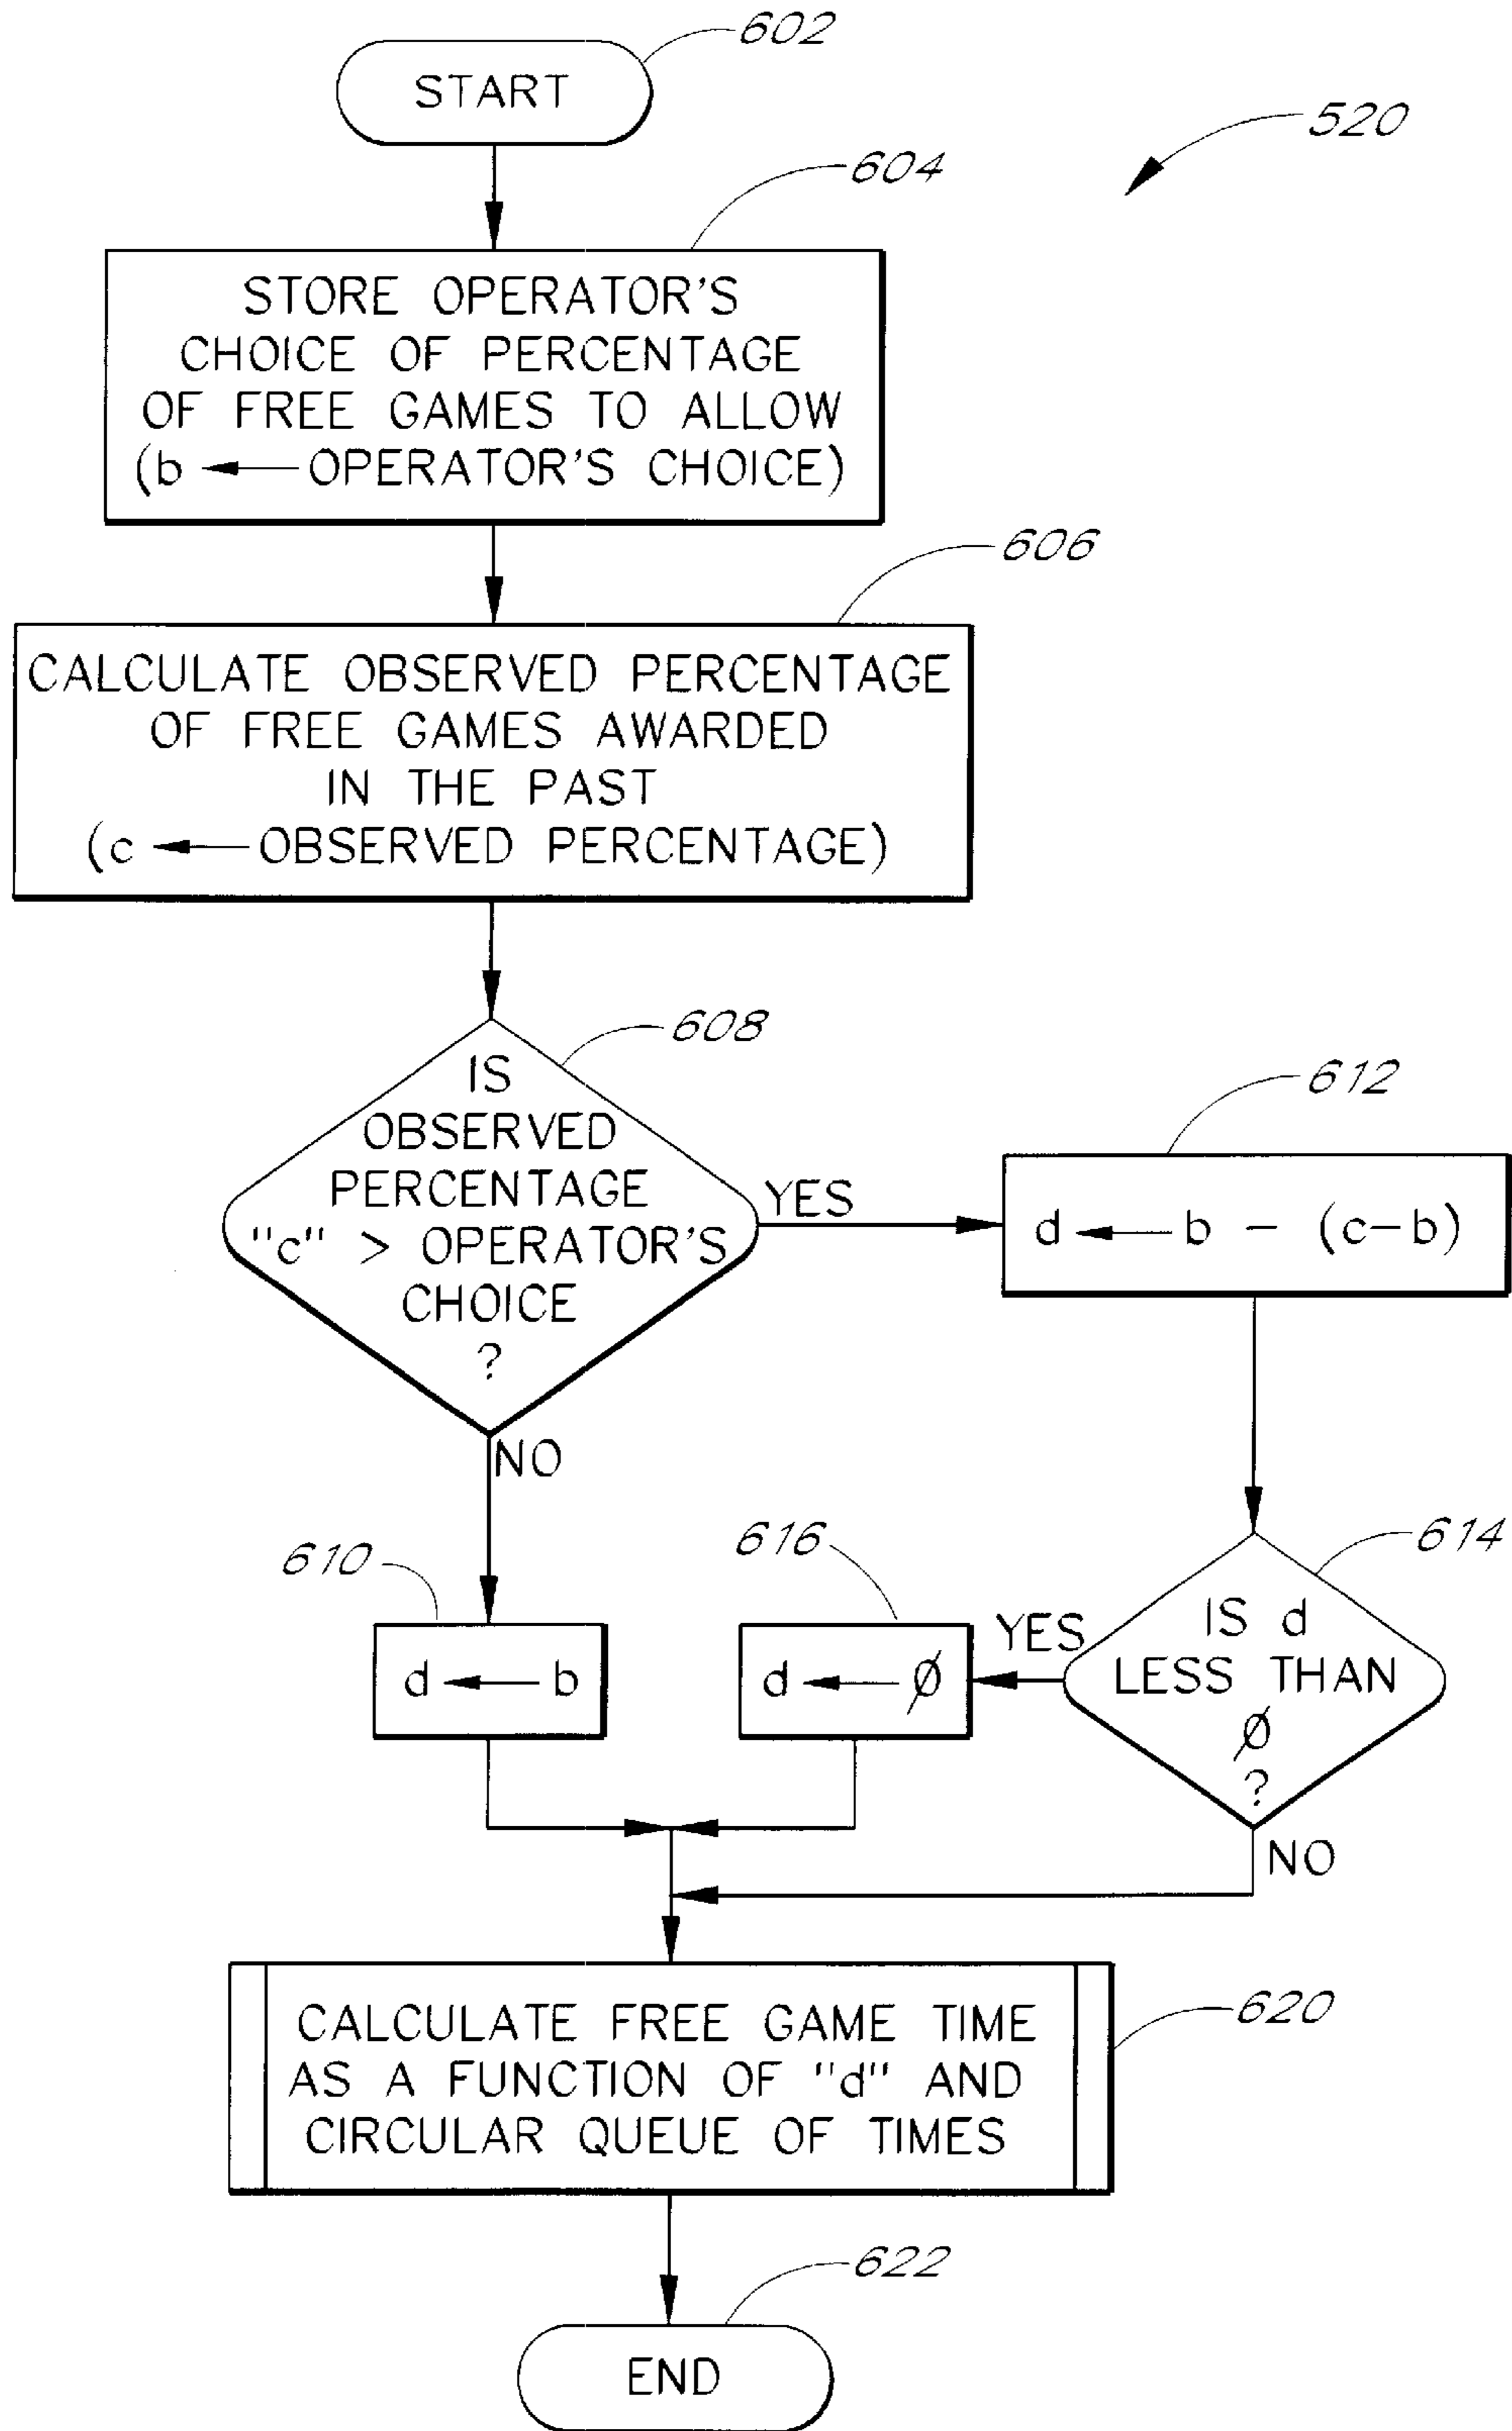 602
START
520
604
STORE OPERATOR'S
CHOICE OF PERCENTAGE
OF FREE GAMES TO ALLOW
(b ← OPERATOR'S CHOICE)
606
CALCULATE OBSERVED PERCENTAGE
OF FREE GAMES AWARDED
IN THE PAST
(c ← OBSERVED PERCENTAGE)
608
IS
OBSERVED
PERCENTAGE
"c" > OPERATOR'S
CHOICE
?
YES
612
d ← b - (c-b)
NO
610
d ← b
616
d ← Ø
YES
614
IS d
LESS THAN
Ø
?
NO
620
CALCULATE FREE GAME TIME
AS A FUNCTION OF "d" AND
CIRCULAR QUEUE OF TIMES
622
END